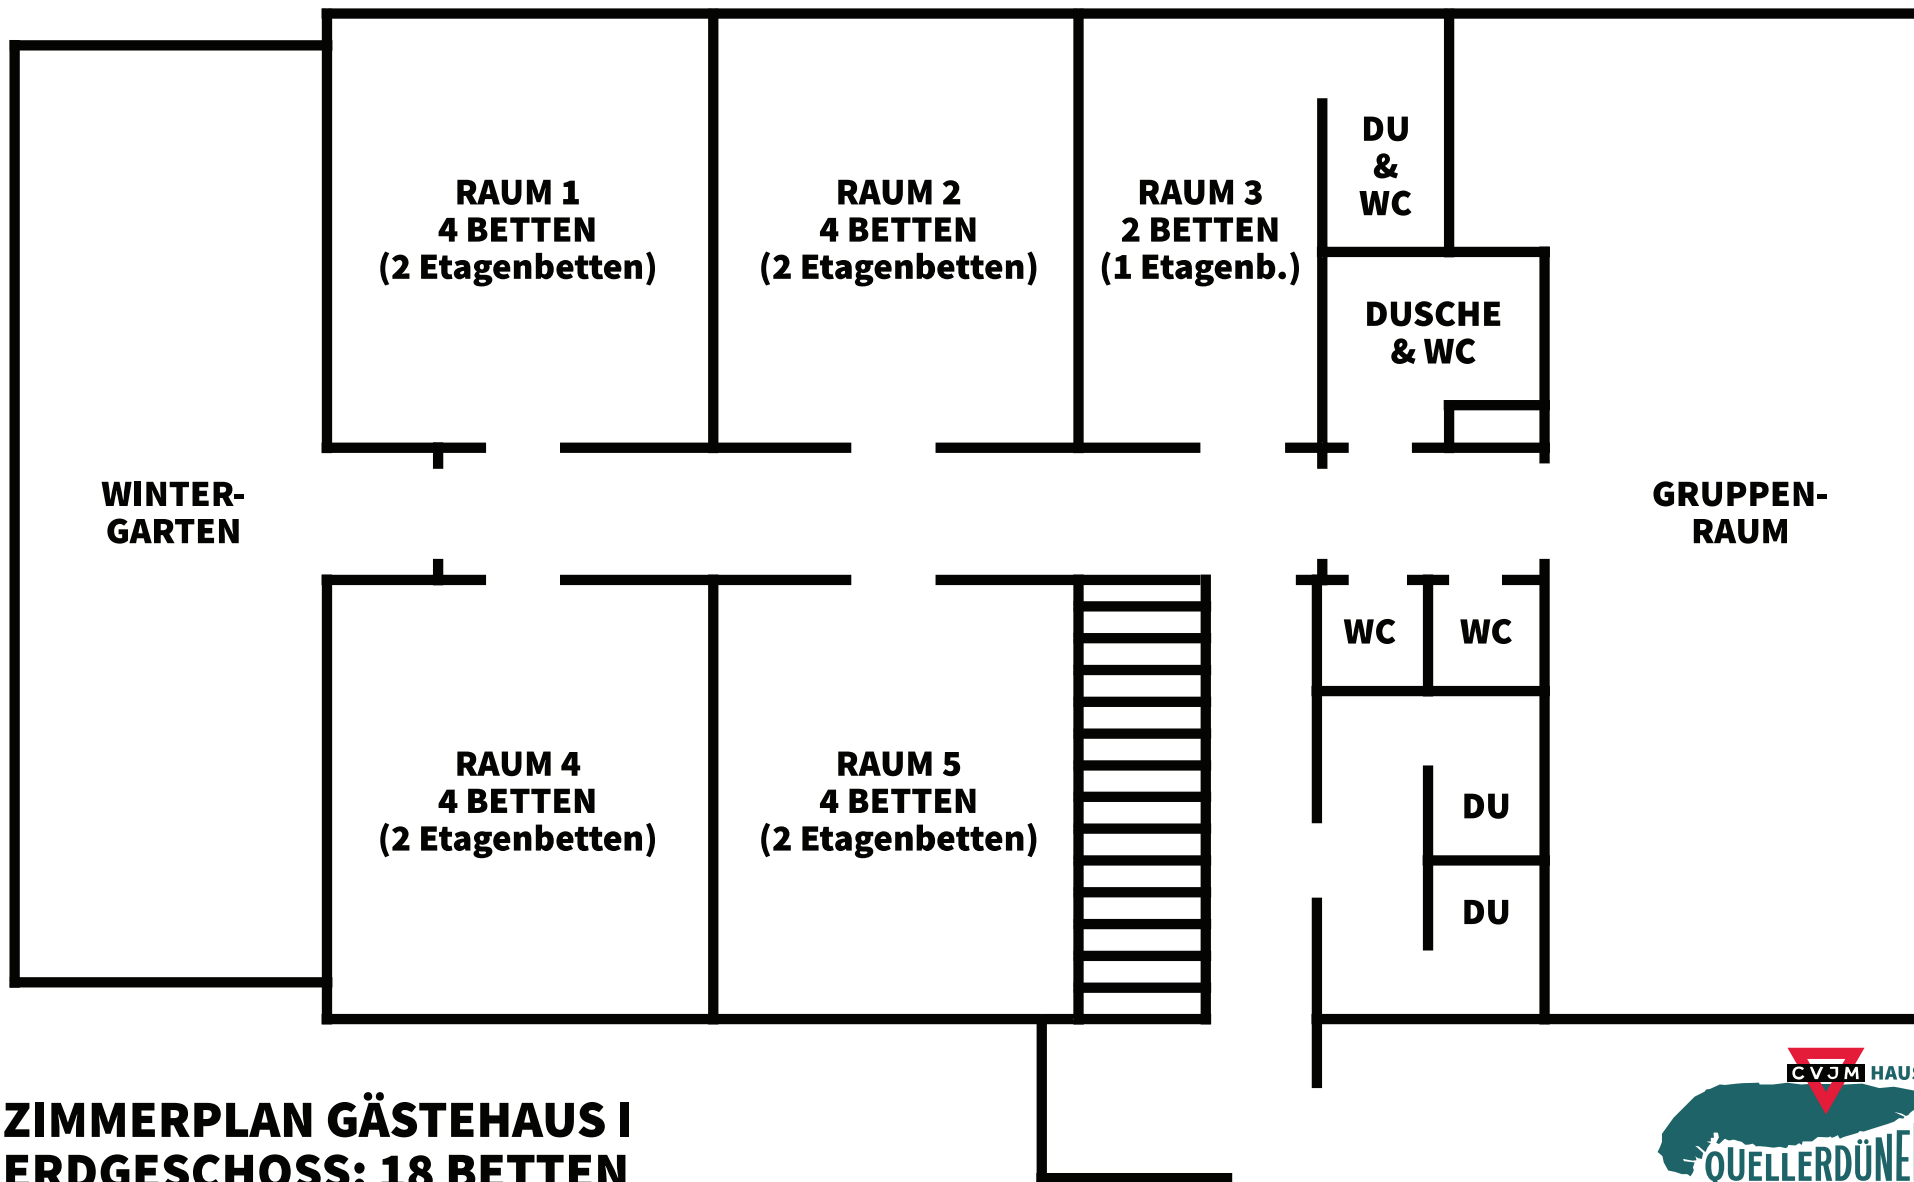 RAUM 1
4 BETTEN
(2 Etagenbetten)
RAUM 2
4 BETTEN
(2 Etagenbetten)
RAUM 3
2 BETTEN
(1 Etagenb.)
DU
&
WC
DUSCHE
& WC
WINTER-
GARTEN
GRUPPEN-
RAUM
WC
WC
RAUM 4
4 BETTEN
(2 Etagenbetten)
RAUM 5
4 BETTEN
(2 Etagenbetten)
DU
DU
ZIMMERPLAN GÄSTEHAUS I
ERDGESCHOSS: 18 BETTEN
CVJM HAUS
QUELLERDÜNE